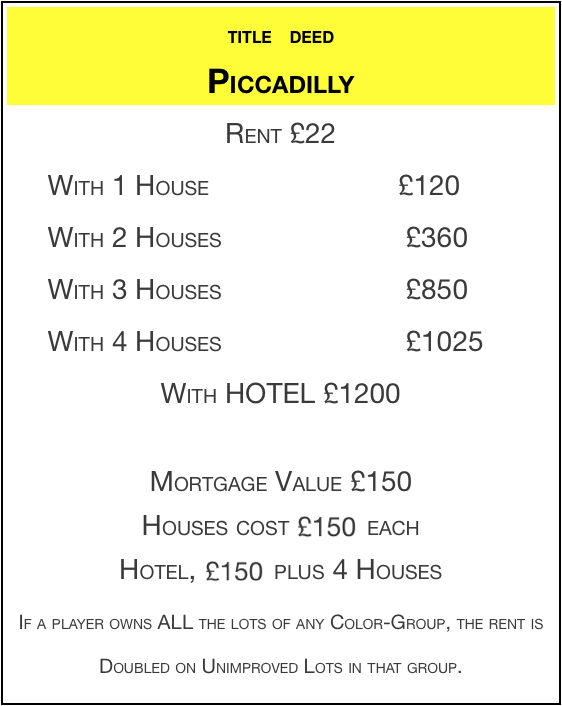 TITLE DEED
PICCADILLY
RENT £22
WITH 1 HOUSE £120
WITH 2 HOUSES £360
WITH 3 HOUSES £850
WITH 4 HOUSES £1025
WITH HOTEL £1200
MORTGAGE VALUE £150
HOUSES COST £150 EACH
HOTEL, £150 PLUS 4 HOUSES
IF A PLAYER OWNS ALL THE LOTS OF ANY COLOR-GROUP, THE RENT IS
DOUBLED ON UNIMPROVED LOTS IN THAT GROUP.